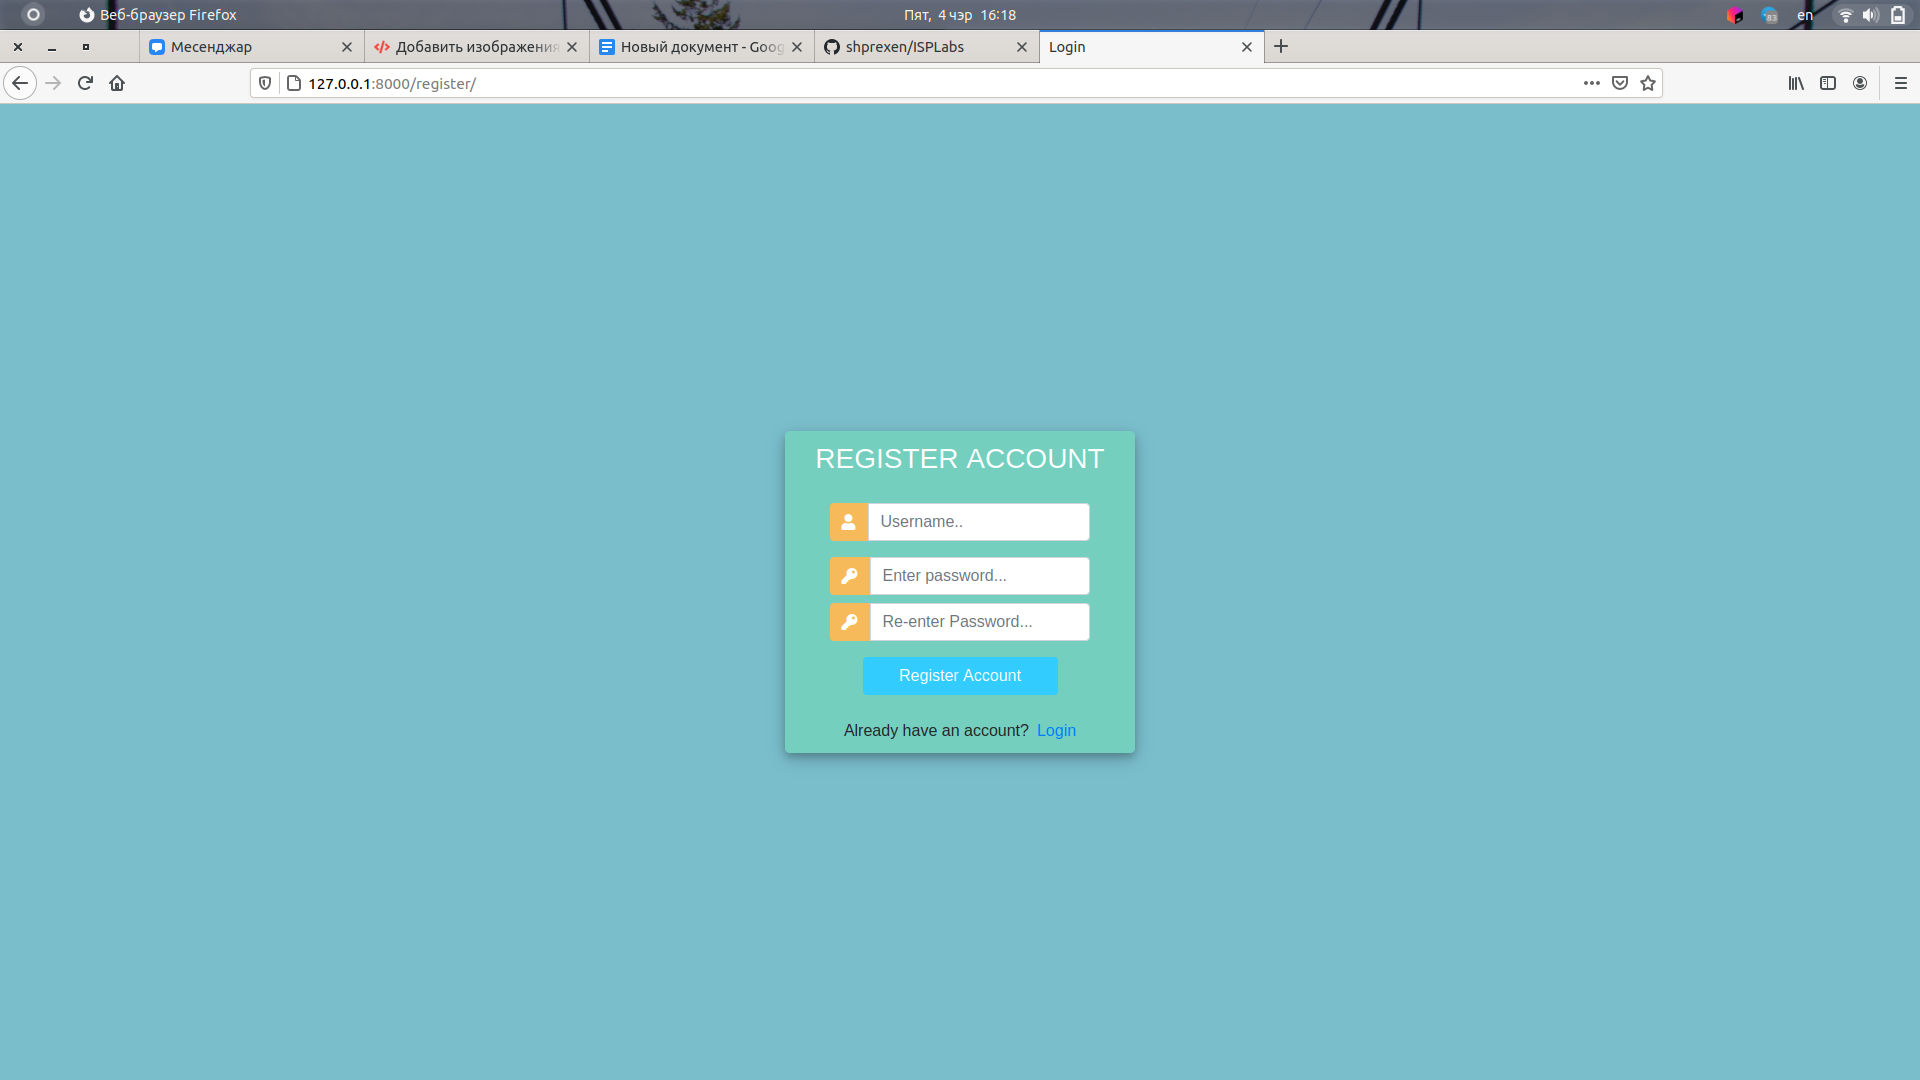 Веб-браузер Firefox
Пят, 4 чэр 16:18
83
en
Месенджар
Добавить изображения
Новый документ - Goog
shprexen/ISPLabs
Login
127.0.0.1:8000/register/
REGISTER ACCOUNT
Username..
Enter password...
Re-enter Password...
Register Account
Already have an account? Login